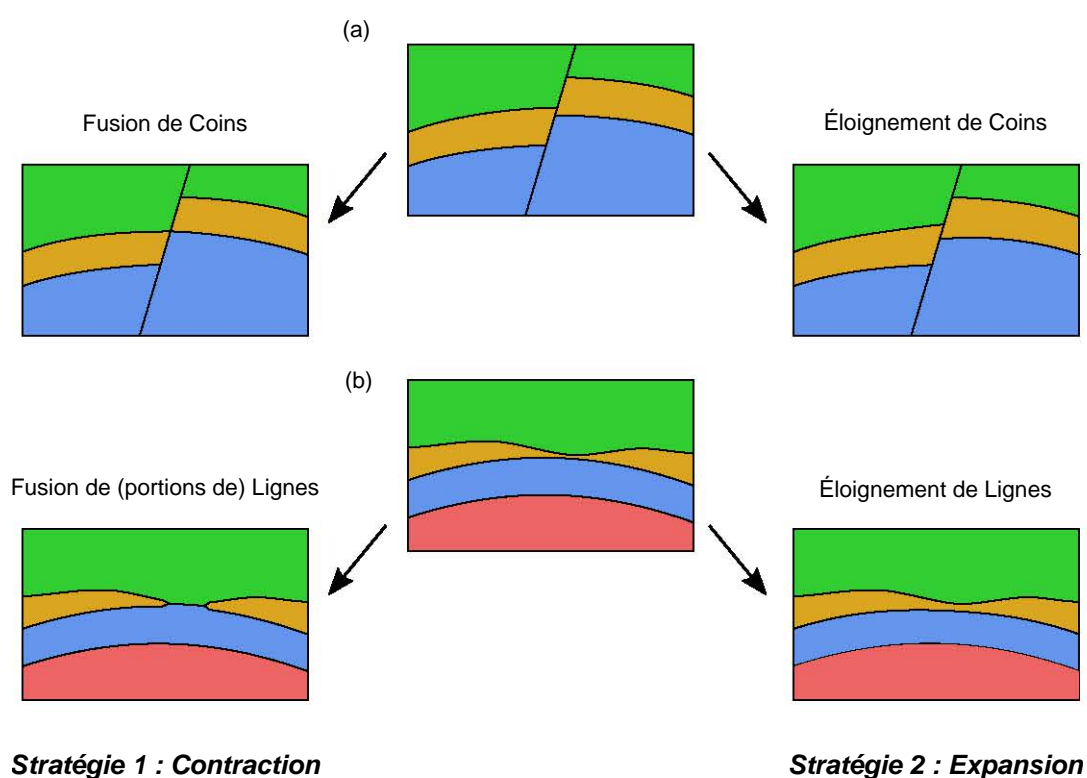 (a)
Fusion de Coins
Éloignement de Coins
(b)
Fusion de (portions de) Lignes
Éloignement de Lignes
Stratégie 1 : Contraction
Stratégie 2 : Expansion